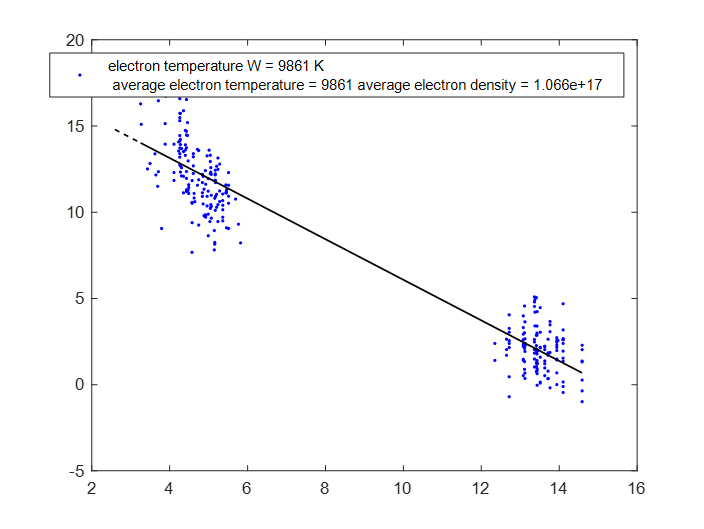 20
electron temperature W = 9861 K
average electron temperature = 9861 average electron density = 1.066e+17
15
10
5
0
-5
2 4 6 8 10 12 14 16